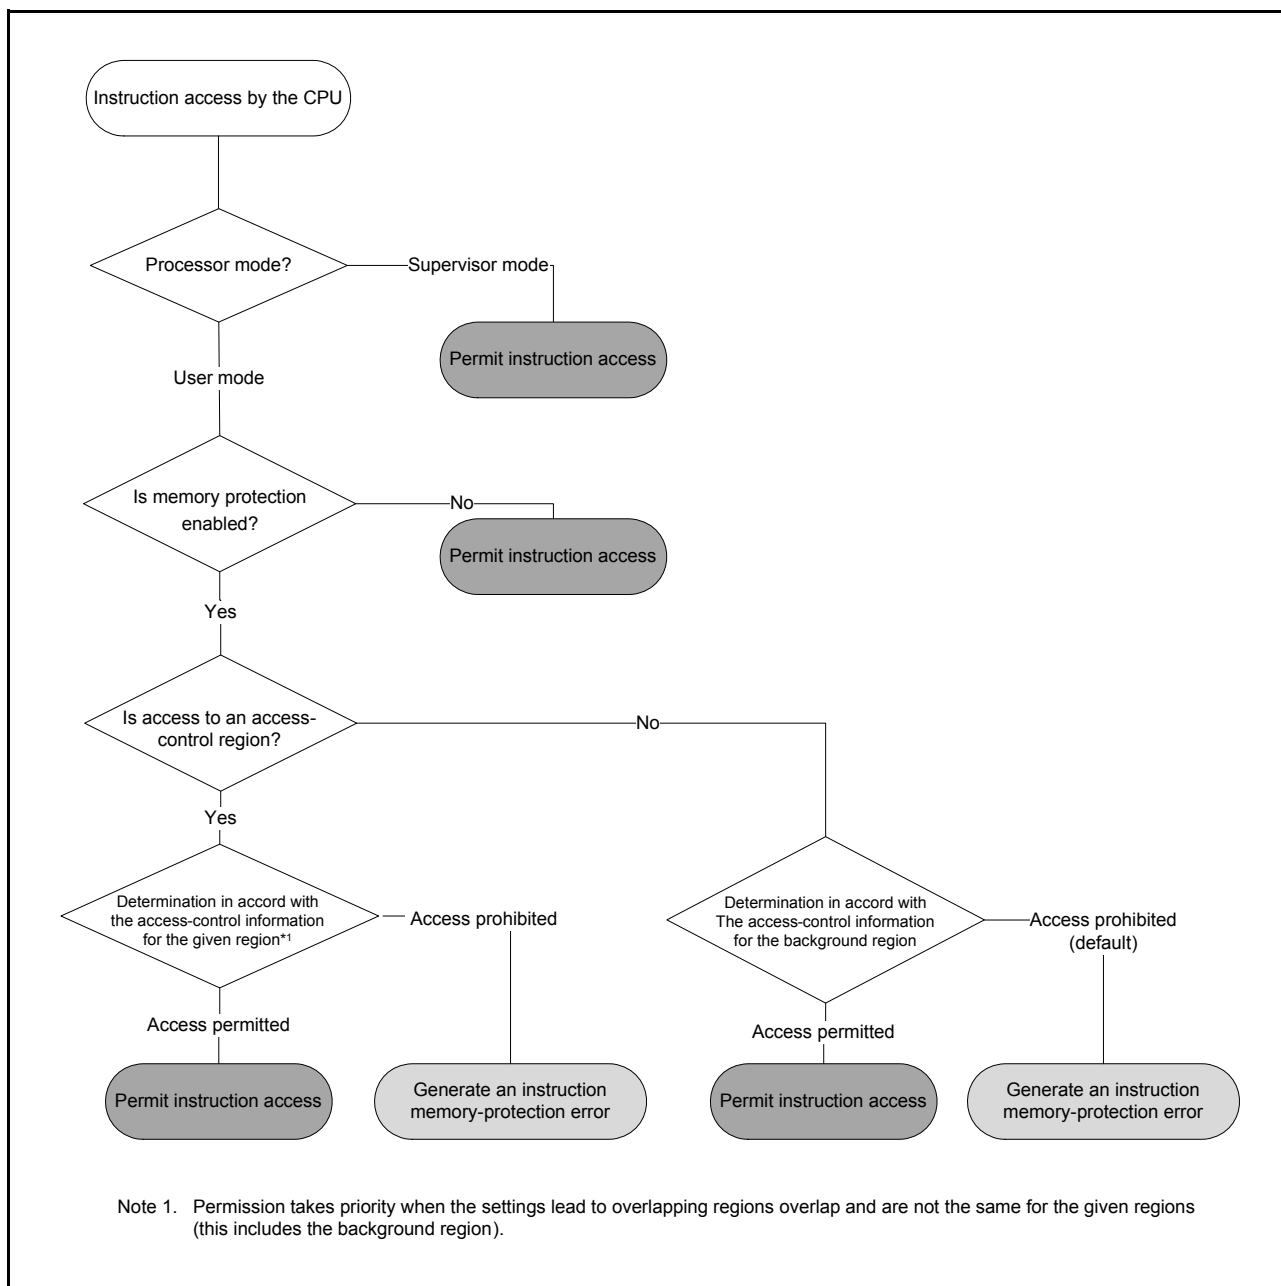 Instruction access by the CPU
Processor mode?
Supervisor mode
Permit instruction access
User mode
Is memory protection
enabled?
No
Permit instruction access
Yes
Is access to an access-
control region?
No
Yes
Determination in accord with
the access-control information
for the given region*1
Access prohibited
Determination in accord with
The access-control information
for the background region
Access prohibited
(default)
Access permitted
Access permitted
Permit instruction access
Generate an instruction
memory-protection error
Permit instruction access
Generate an instruction
memory-protection error
Note 1. Permission takes priority when the settings lead to overlapping regions overlap and are not the same for the given regions
(this includes the background region).